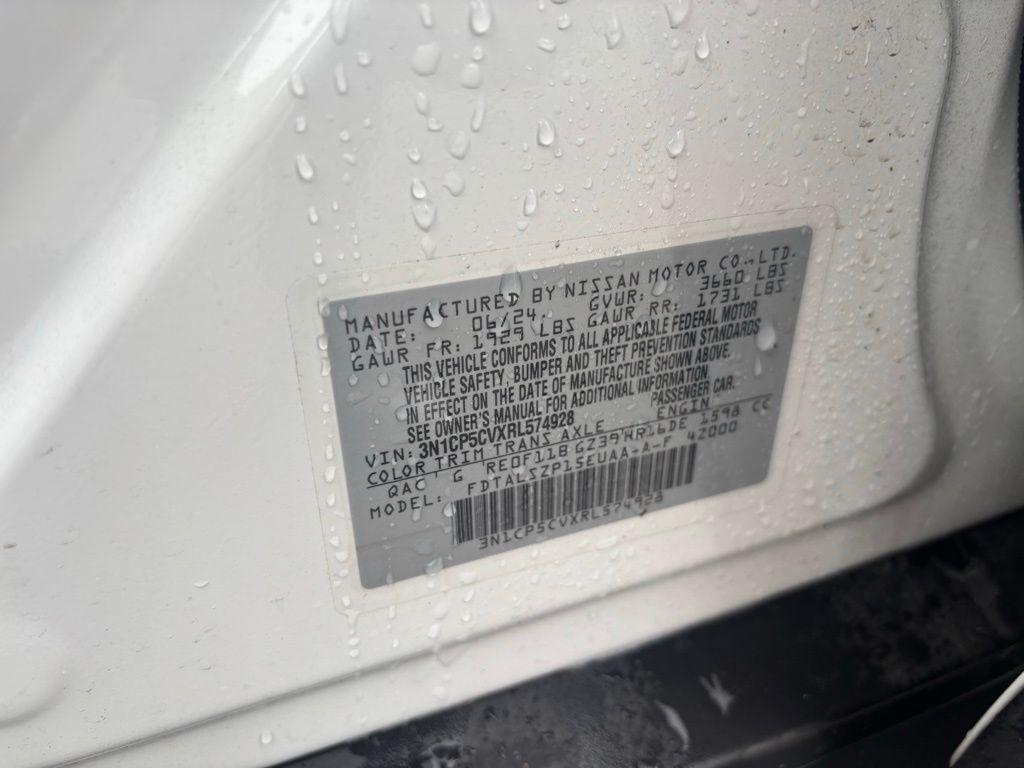 MANUFACTURED BY NISSAN MOTOR CO.,LTD.
DATE: 06/24. GVWR: 3660 LBS
GAWR FR: 1929 LBS GAWR RR: 1731 LBS
THIS VEHICLE CONFORMS TO ALL APPLICABLE FEDERAL MOTOR
VEHICLE SAFETY, BUMPER AND THEFT PREVENTION STANDARDS
IN EFFECT ON THE DATE OF MANUFACTURE SHOWN ABOVE.
SEE OWNER'S MANUAL FOR ADDITIONAL INFORMATION.
VIN: 3N1CP5CVXRL574928 PASSENGER CAR.
COLOR TRIM TRANS AXLE ENGIN
QAC G RE0F11B GZ39 HR16DE 1598 CC
MODEL: FDTALSZP15EUAA-A-F 42000
3N1CP5CVXRL574928